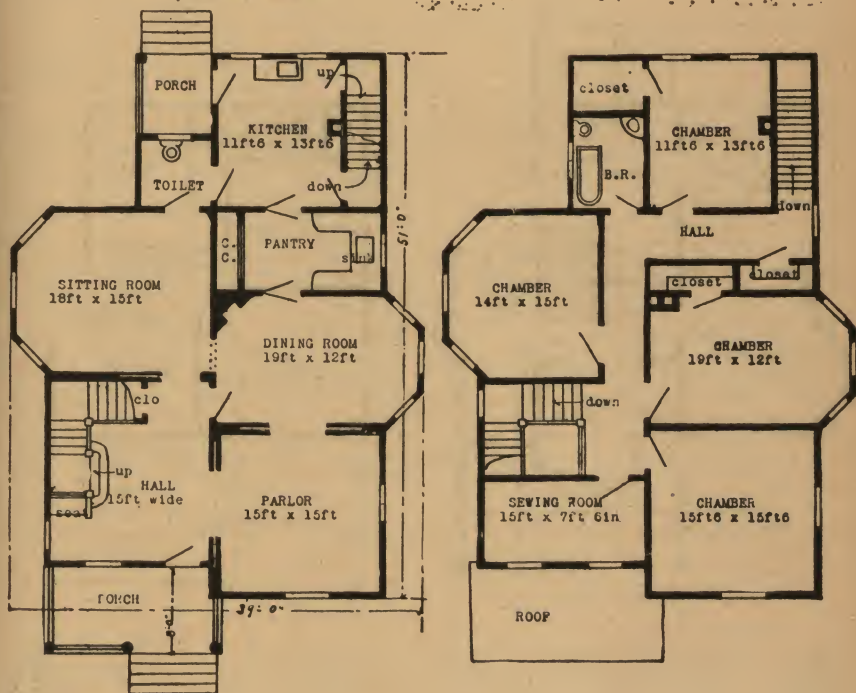 PORCH
up
KITCHEN
11ft6 x 13ft6
TOILET
down
C.
C.
PANTRY
sink
51'-0"
SITTING ROOM
18ft x 15ft
DINING ROOM
19ft x 12ft
clo
up
HALL
15ft wide
seat
PARLOR
15ft x 15ft
PORCH
39'-0"
closet
CHAMBER
11ft6 x 13ft6
B.R.
down
HALL
closet
closet
CHAMBER
14ft x 15ft
CHAMBER
19ft x 12ft
down
SEWING ROOM
15ft x 7ft 6in
CHAMBER
15ft6 x 15ft6
ROOF